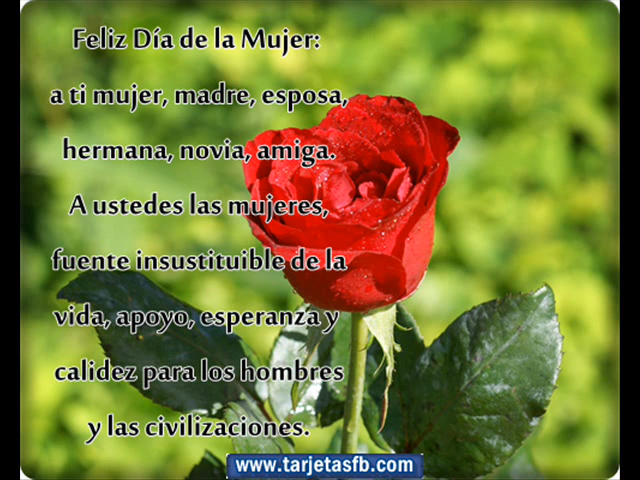 Feliz Día de la Mujer:
a ti mujer, madre, esposa,
hermana, novia, amiga.
A ustedes las mujeres,
fuente insustituible de la
vida, apoyo, esperanza y
calidez para los hombres
y las civilizaciones.
www.tarjetasfb.com